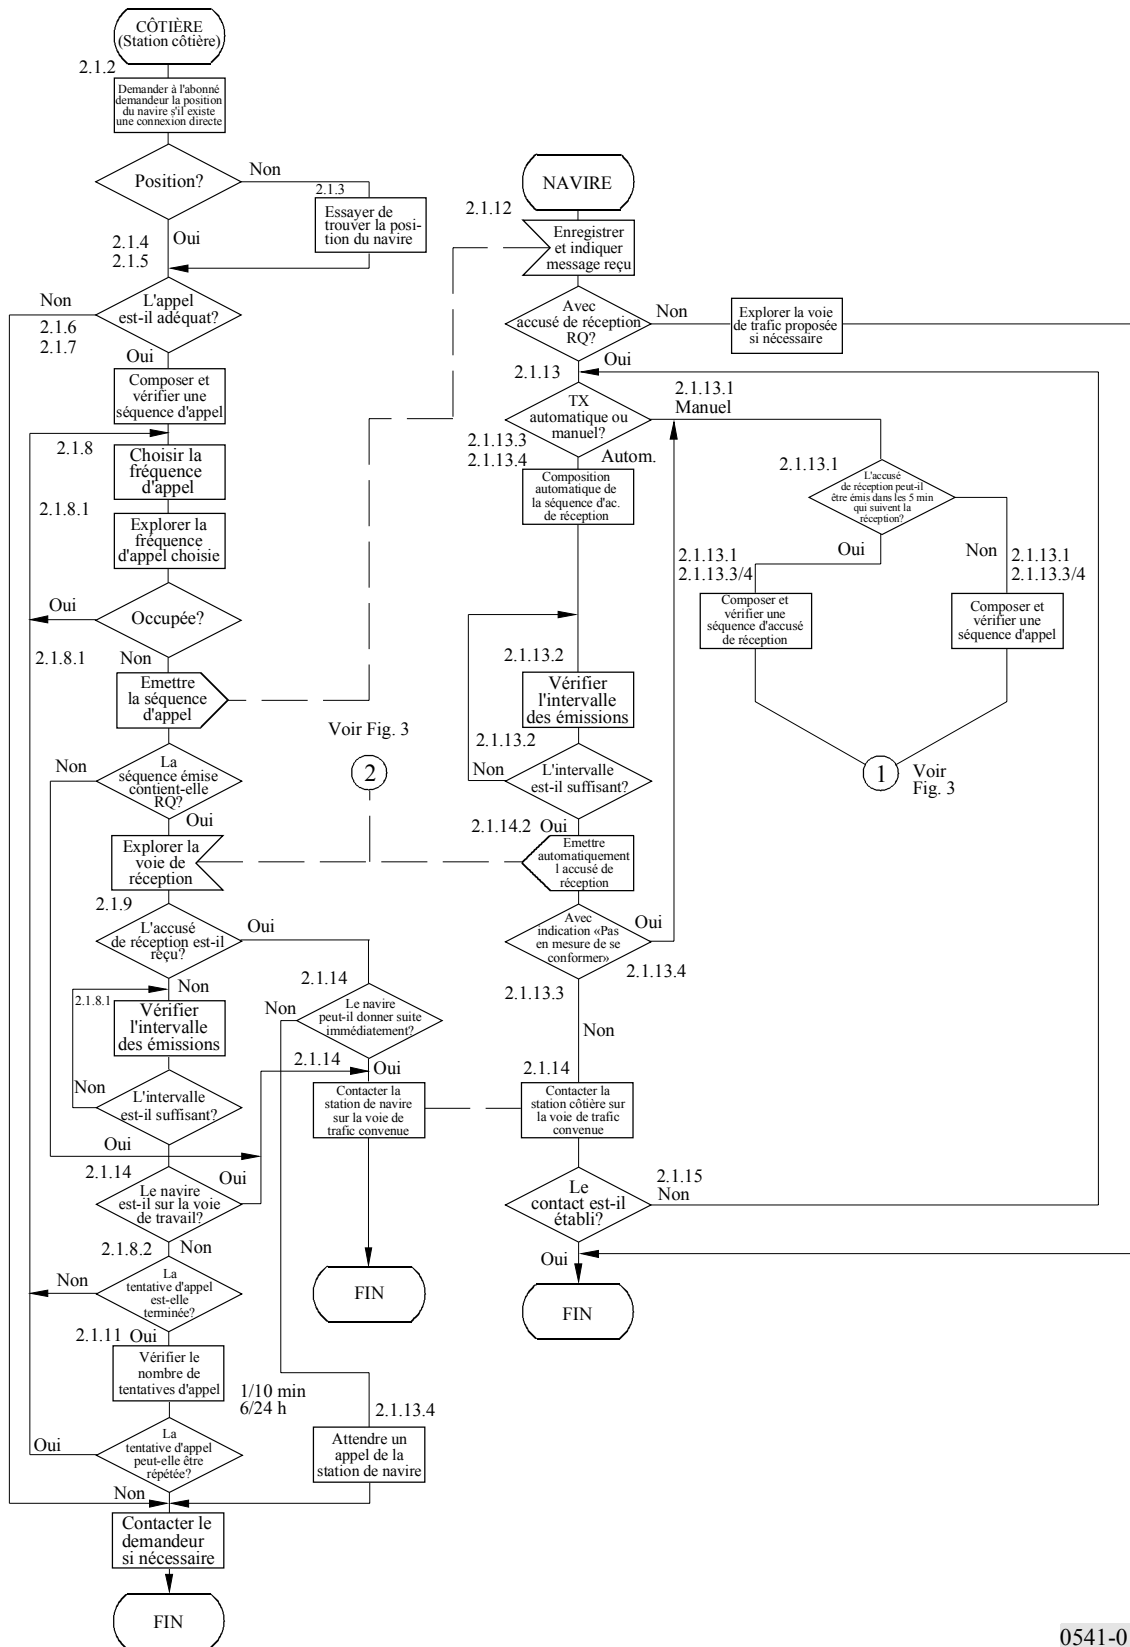 CÔTIÈRE
(Station côtière)
2.1.2
Demander à l'abonné
demandeur la position
du navire s'il existe
une connexion directe
Position?
Non
2.1.3
Essayer de
trouver la posi-
tion du navire
Oui
2.1.4
2.1.5
L'appel
est-il adéquat?
Non
2.1.6
2.1.7
Oui
Composer et
vérifier une
séquence d'appel
2.1.8
Choisir la
fréquence
d'appel
2.1.8.1
Explorer la
fréquence
d'appel choisie
Oui
Occupée?
2.1.8.1
Non
Emettre
la séquence
d'appel
Non
La
séquence émise
contient-elle
RQ?
Oui
Explorer la
voie de
réception
Voir Fig. 3
2
2.1.9
L'accusé
de réception est-il
reçu?
Oui
Non
2.1.8.1
Vérifier
l'intervalle
des émissions
Non
L'intervalle
est-il suffisant?
Oui
2.1.14
Le navire
est-il sur la voie
de travail?
Oui
2.1.8.2
Non
Non
La
tentative d'appel
est-elle
terminée?
2.1.11
Oui
Vérifier le
nombre de
tentatives d'appel
1/10 min
6/24 h
Oui
La
tentative d'appel
peut-elle être
répétée?
Non
Contacter le
demandeur
si nécessaire
FIN
2.1.14
Non
Le navire
peut-il donner suite
immédiatement?
2.1.14
Oui
Contacter la
station de navire
sur la voie de
trafic convenue
FIN
2.1.13.4
Attendre un
appel de la
station de navire
NAVIRE
2.1.12
Enregistrer
et indiquer
message reçu
Avec
accusé de réception
RQ?
Non
Explorer la voie
de trafic proposée
si nécessaire
Oui
2.1.13
TX
automatique ou
manuel?
2.1.13.1
Manuel
2.1.13.3
2.1.13.4
Autom.
Composition
automatique de
la séquence d'ac.
de réception
2.1.13.1
L'accusé
de réception peut-il
être émis dans les 5 min
qui suivent la
réception?
Oui
2.1.13.1
2.1.13.3/4
Composer et
vérifier une
séquence d'accusé
de réception
Non
2.1.13.1
2.1.13.3/4
Composer et
vérifier une
séquence d'appel
1
Voir
Fig. 3
2.1.13.2
Vérifier
l'intervalle
des émissions
2.1.13.2
Non
L'intervalle
est-il suffisant?
2.1.14.2
Oui
Emettre
automatiquement
l accusé de
réception
Avec
indication «Pas
en mesure de se
conformer»
Oui
2.1.13.4
2.1.13.3
Non
2.1.14
Contacter la
station côtière sur
la voie de trafic
convenue
Le
contact est-il
établi?
2.1.15
Non
Oui
FIN
0541-0